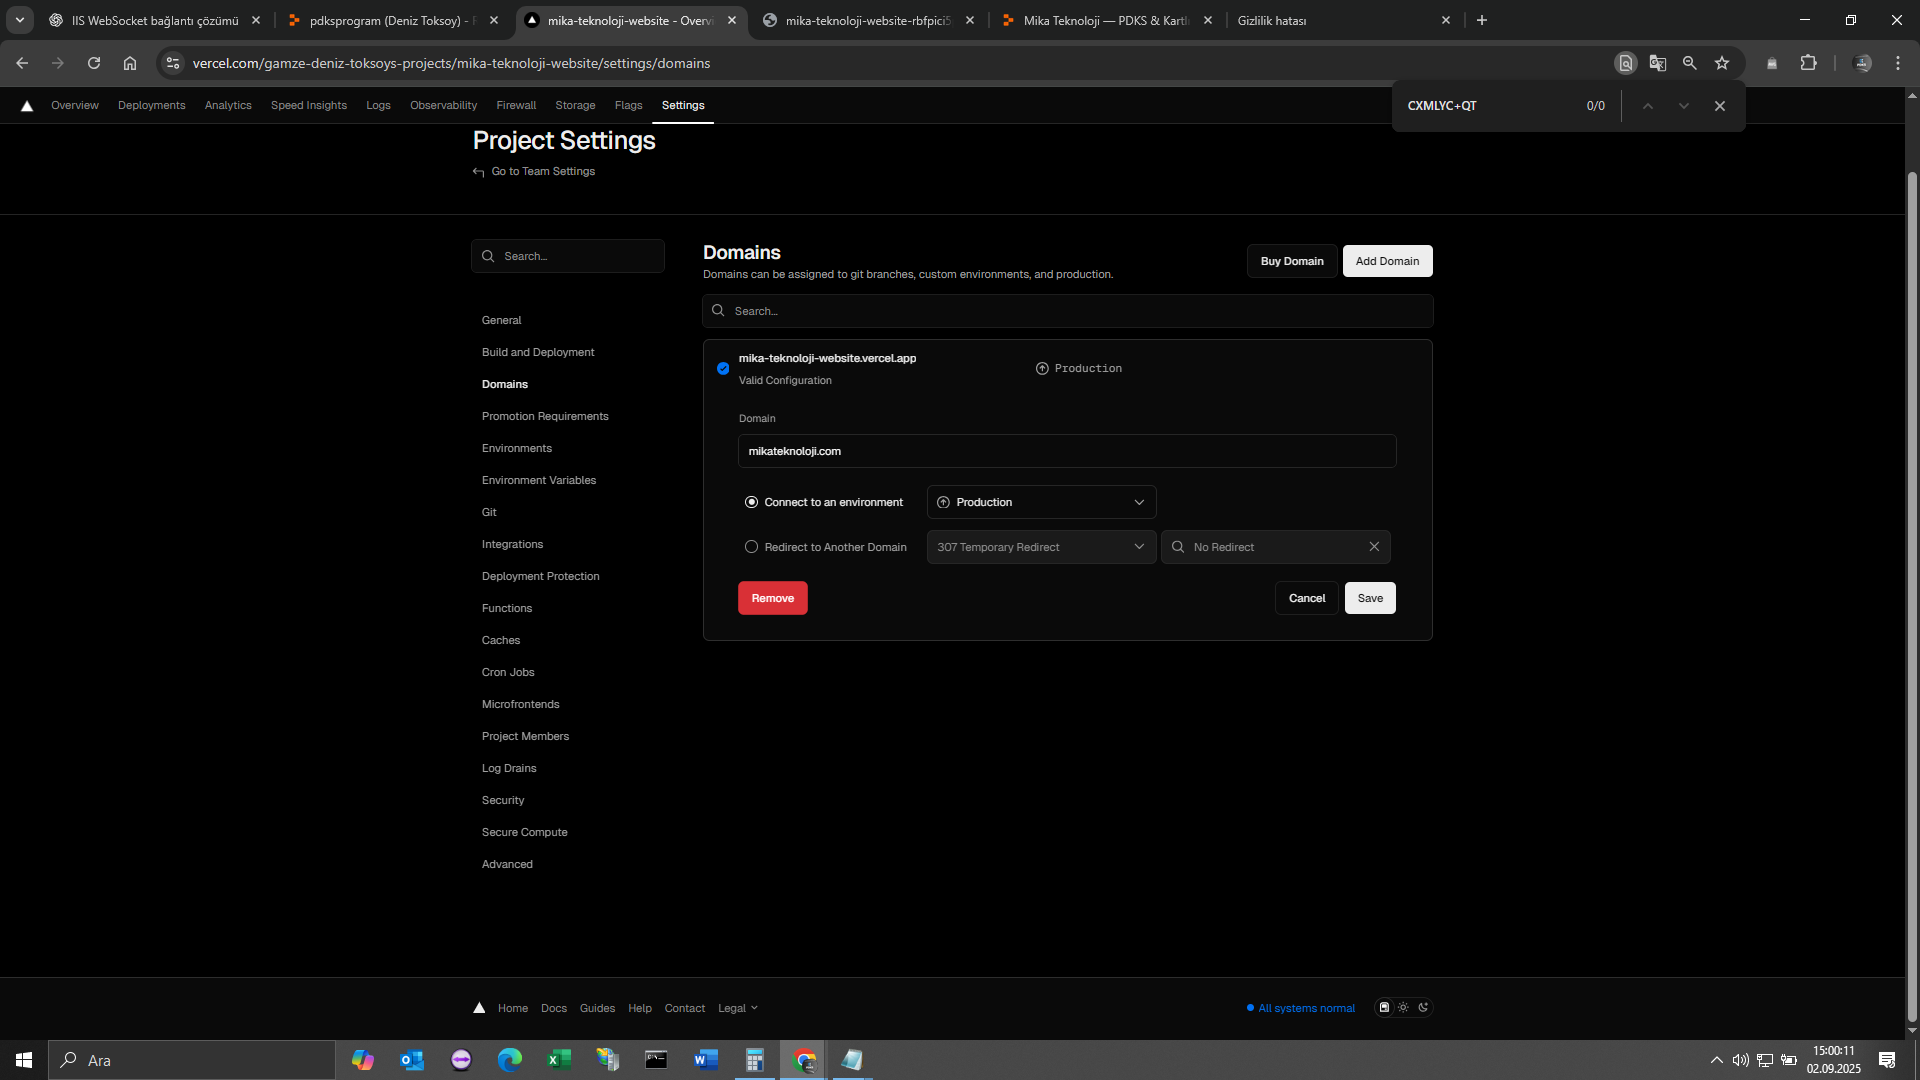 IIS WebSocket bağlantı çözümü
pdksprogram (Deniz Toksoy) -
mika-teknoloji-website - Overvi
mika-teknoloji-website-rbfpici5
Mika Teknoloji — PDKS & Kartlı
Gizlilik hatası
vercel.com/gamze-deniz-toksoys-projects/mika-teknoloji-website/settings/domains
CXMLYC+QT
0/0
Overview
Deployments
Analytics
Speed Insights
Logs
Observability
Firewall
Storage
Flags
Settings
Project Settings
Go to Team Settings
Search...
General
Build and Deployment
Domains
Promotion Requirements
Environments
Environment Variables
Git
Integrations
Deployment Protection
Functions
Caches
Cron Jobs
Microfrontends
Project Members
Log Drains
Security
Secure Compute
Advanced
Domains
Domains can be assigned to git branches, custom environments, and production.
Buy Domain
Add Domain
Search...
mika-teknoloji-website.vercel.app
Valid Configuration
Production
Domain
mikateknoloji.com
Connect to an environment
Production
Redirect to Another Domain
307 Temporary Redirect
No Redirect
Remove
Cancel
Save
Home
Docs
Guides
Help
Contact
Legal
All systems normal
Ara
15:00:11
02.09.2025